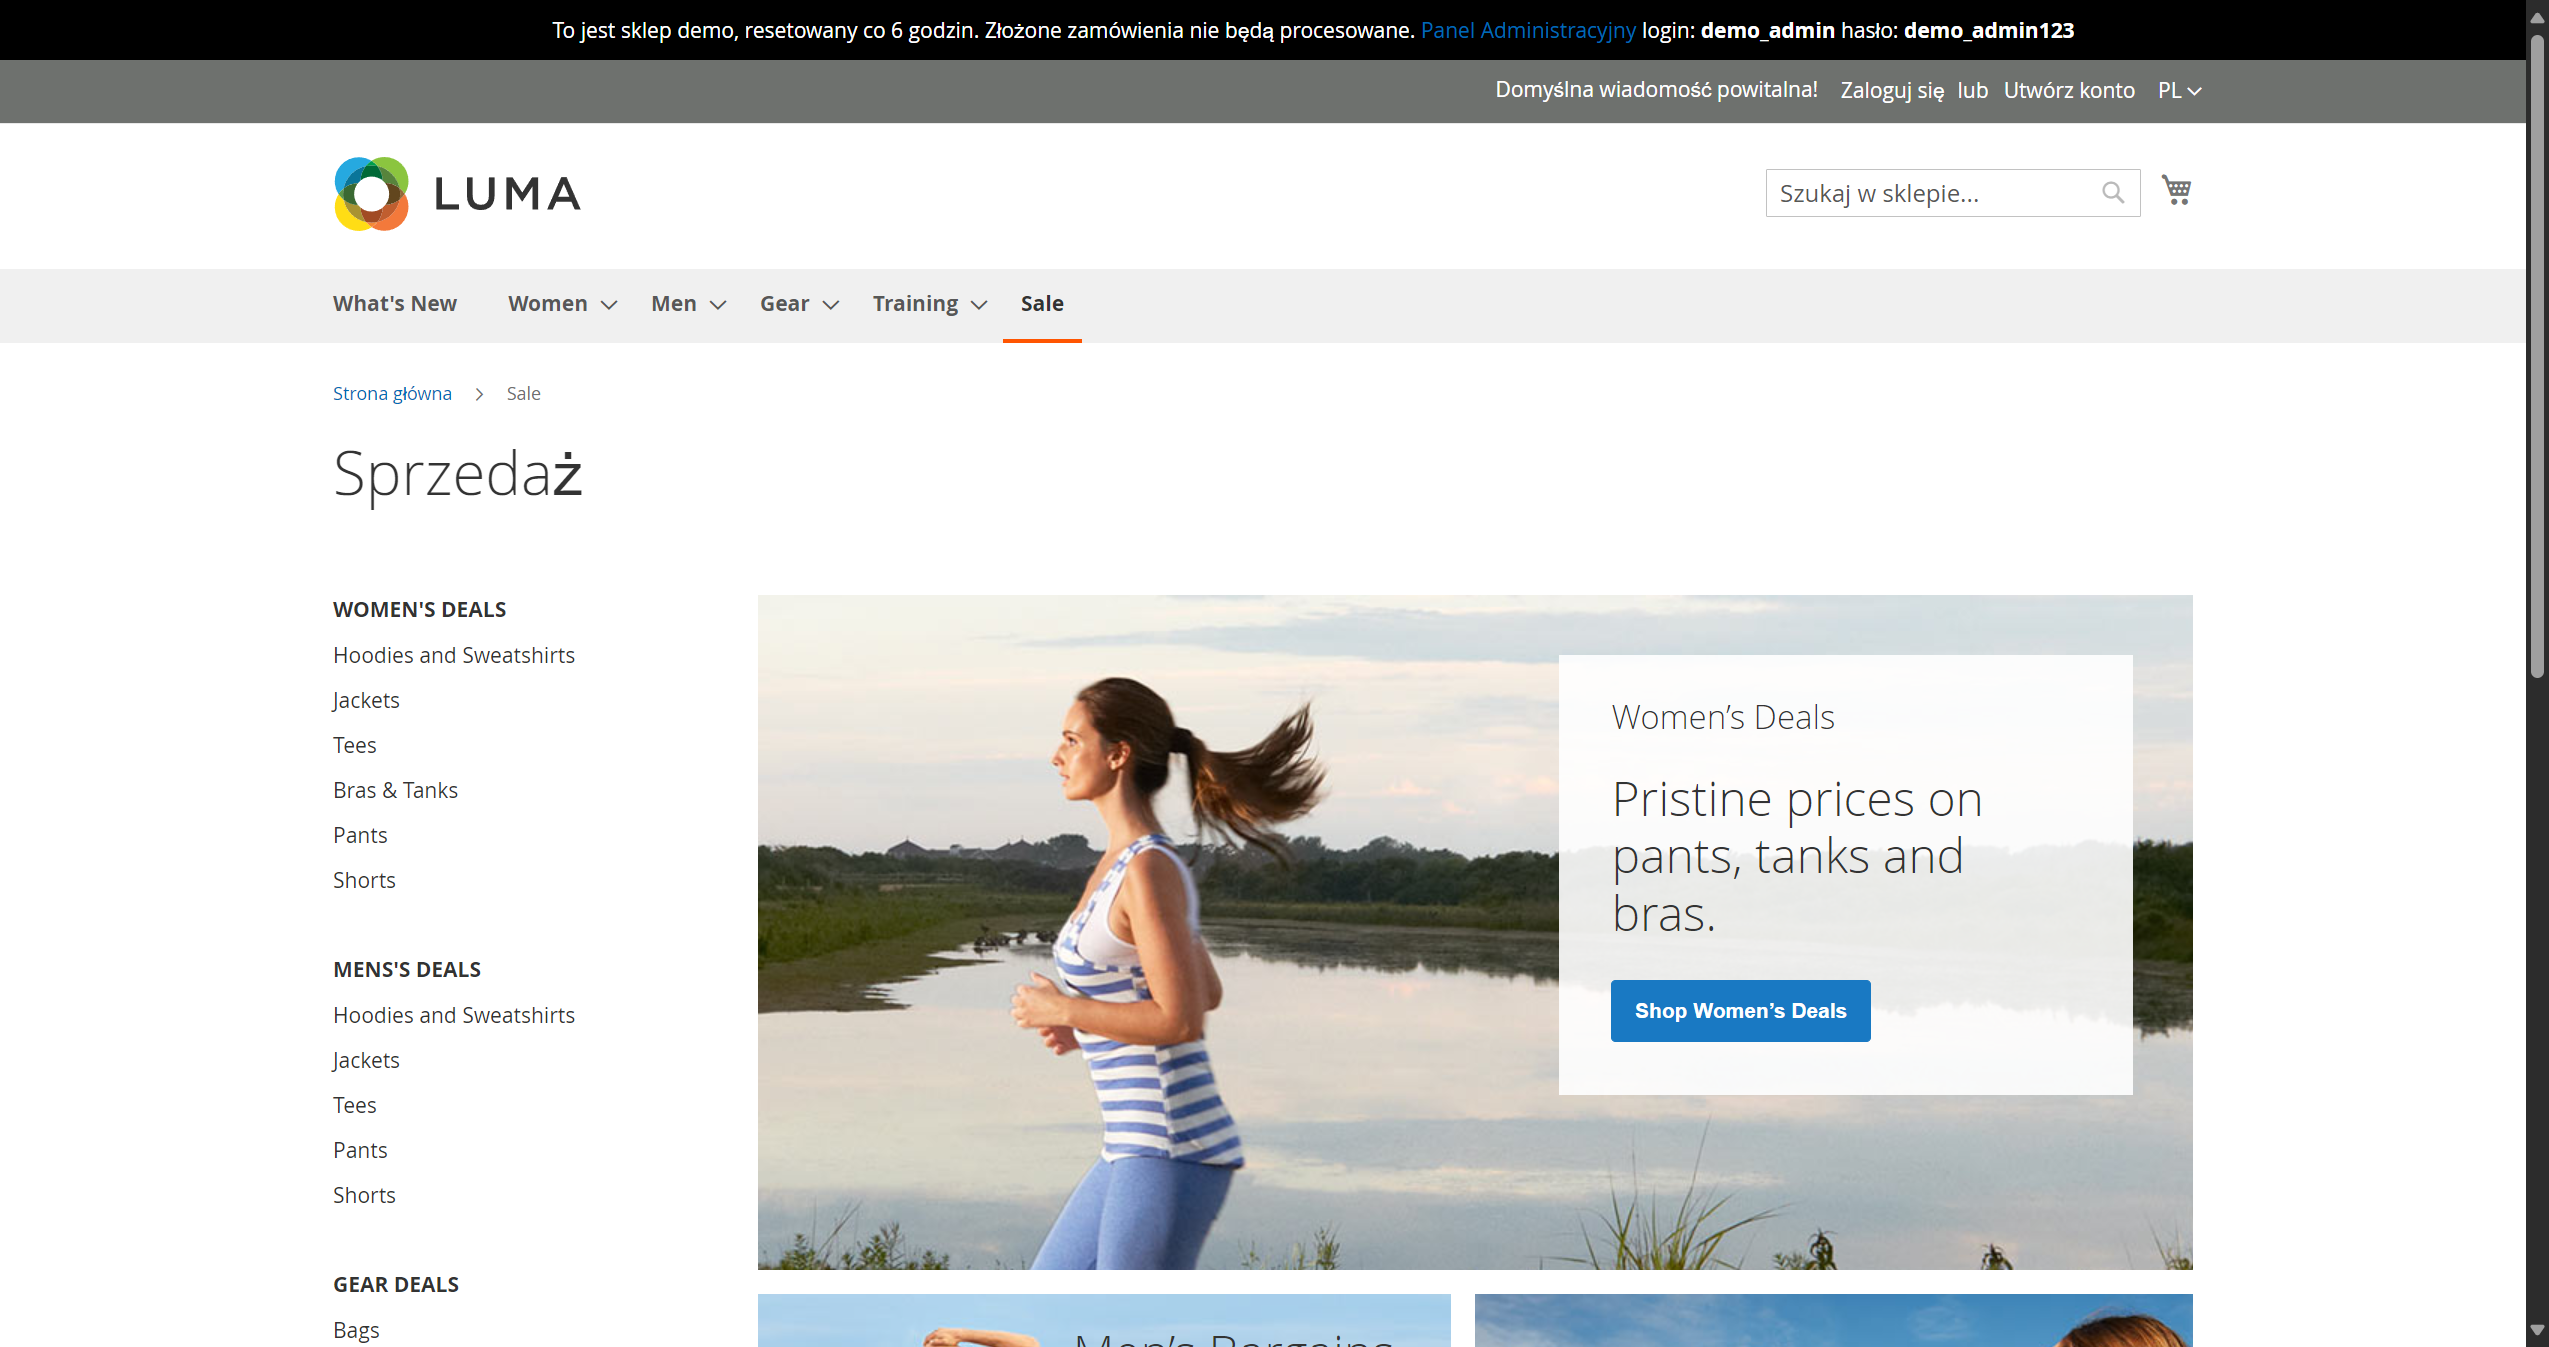 To jest sklep demo, resetowany co 6 godzin. Złożone zamówienia nie będą procesowane. Panel Administracyjny login: demo_admin hasło: demo_admin123
Domyślna wiadomość powitalna! Zaloguj się lub Utwórz konto PL
LUMA
Szukaj w sklepie...
What's New Women Men Gear Training Sale
Strona główna Sale
Sprzedaż
WOMEN'S DEALS
Hoodies and Sweatshirts
Jackets
Tees
Bras & Tanks
Pants
Shorts
MENS'S DEALS
Hoodies and Sweatshirts
Jackets
Tees
Pants
Shorts
GEAR DEALS
Bags
Women’s Deals
Pristine prices on
pants, tanks and
bras.
Shop Women’s Deals
Men’s Bargains